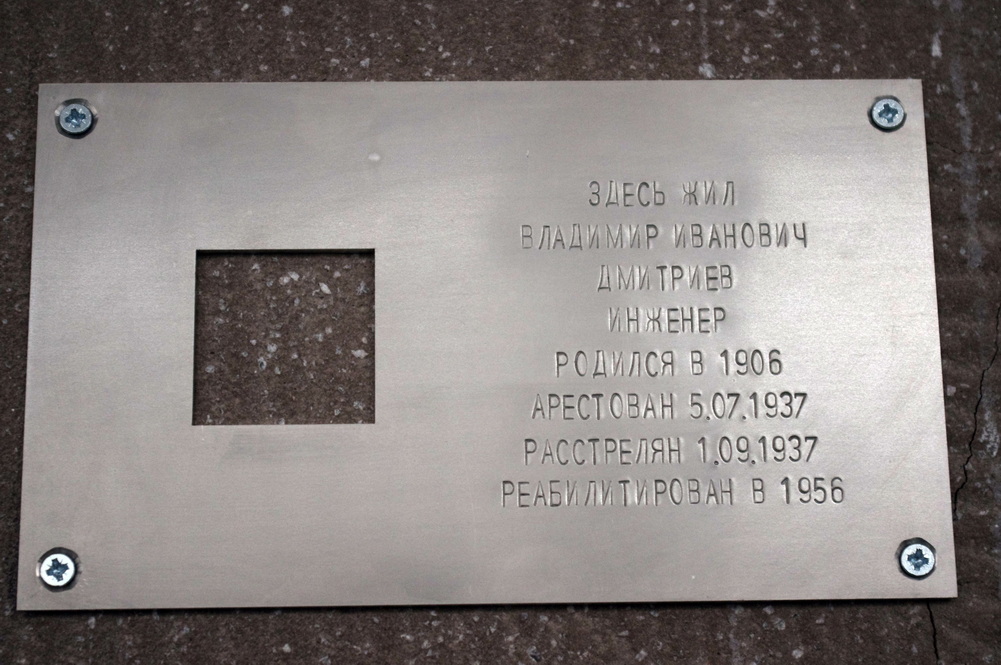 ЗДЕСЬ ЖИЛ
ВЛАДИМИР ИВАНОВИЧ
ДМИТРИЕВ
ИНЖЕНЕР
РОДИЛСЯ В 1906
АРЕСТОВАН 5.07.1937
РАССТРЕЛЯН 1.09.1937
РЕАБИЛИТИРОВАН В 1956